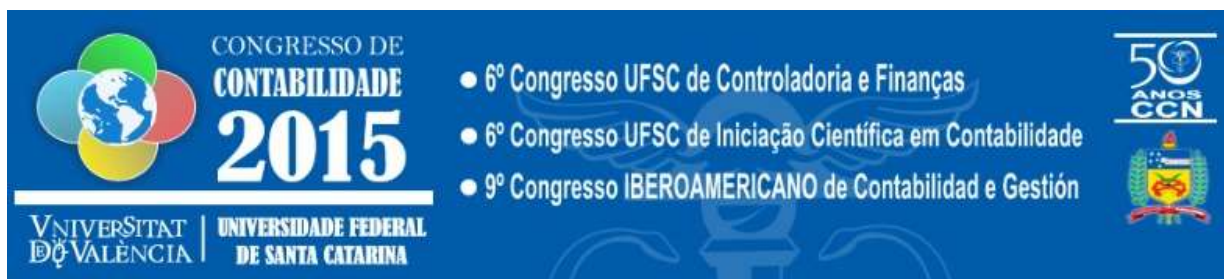 CONGRESSO DE
CONTABILIDADE
2015
VNIVERSITAT
DE VALÈNCIA
UNIVERSIDADE FEDERAL
DE SANTA CATARINA
● 6º Congresso UFSC de Controladoria e Finanças
● 6º Congresso UFSC de Iniciação Científica em Contabilidade
● 9º Congresso IBEROAMERICANO de Contabilidad e Gestión
50
ANOS
CCN